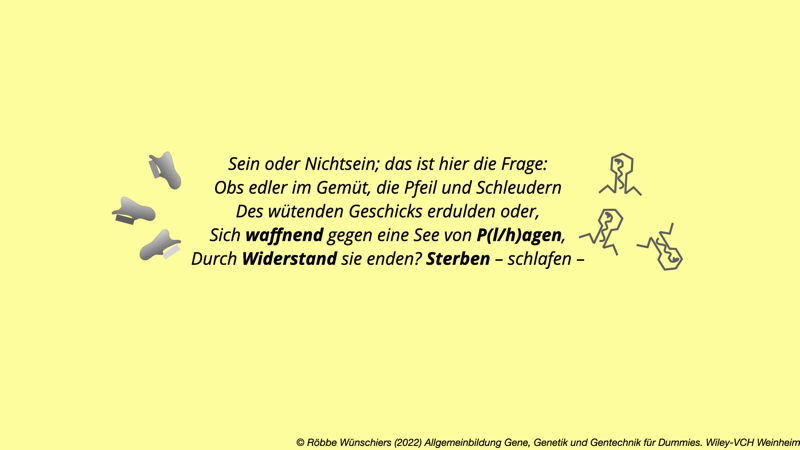 Sein oder Nichtsein; das ist hier die Frage:
Obs edler im Gemüt, die Pfeil und Schleudern
Des wütenden Geschicks erdulden oder,
Sich waffnend gegen eine See von P(l/h)agen,
Durch Widerstand sie enden? Sterben – schlafen –
© Röbbe Wünschiers (2022) Allgemeinbildung Gene, Genetik und Gentechnik für Dummies. Wiley-VCH Weinheim